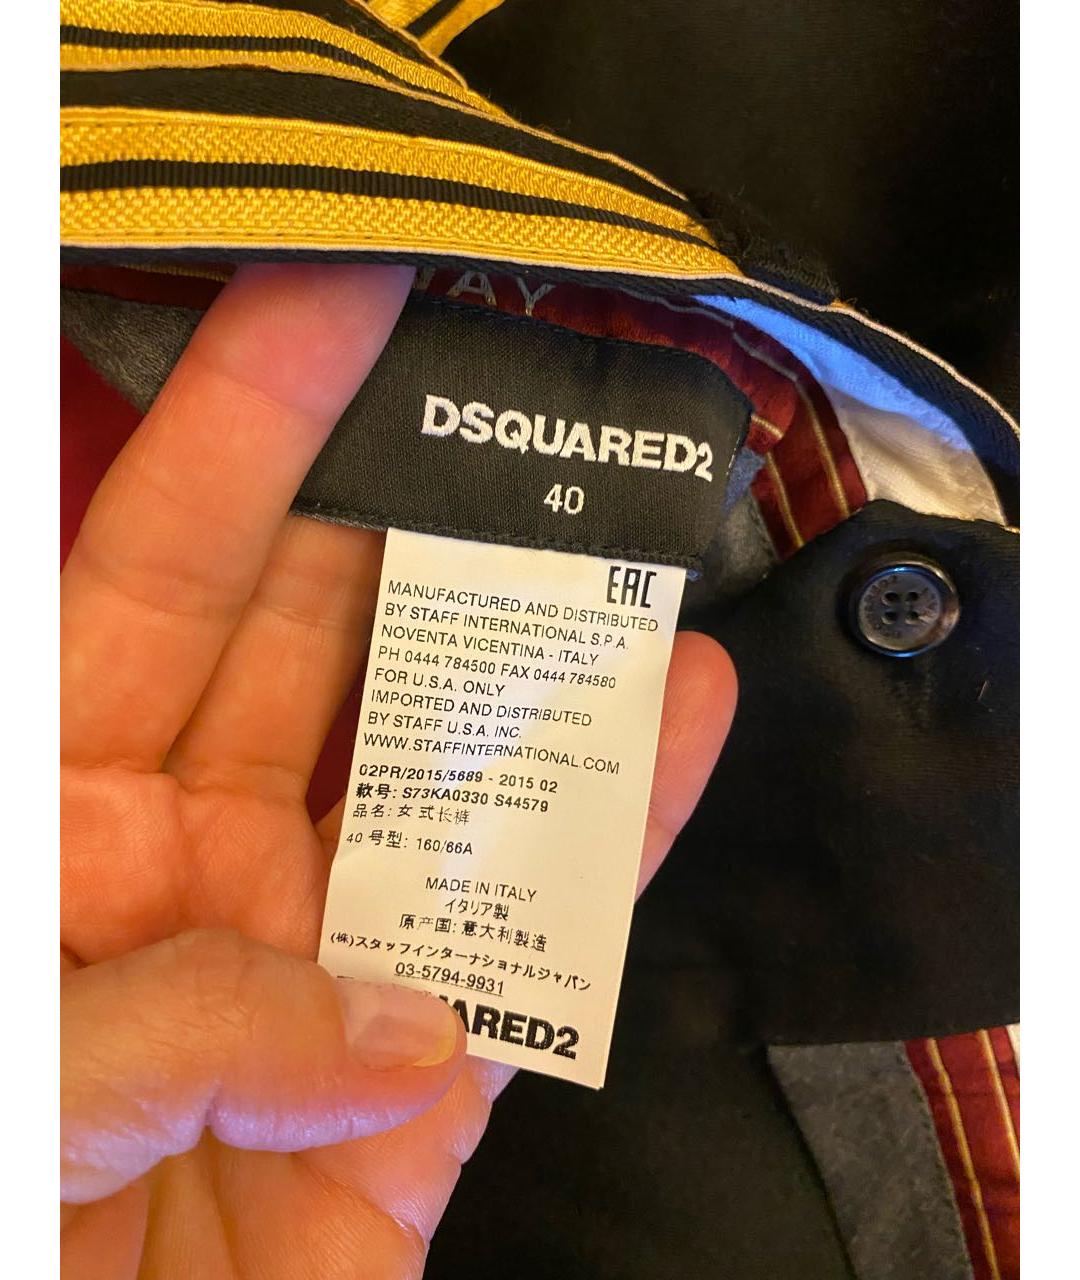 DSQUARED2
40
EAC
MANUFACTURED AND DISTRIBUTED
BY STAFF INTERNATIONAL S.P.A.
NOVENTA VICENTINA - ITALY
PH 0444 784500 FAX 0444 784580
FOR U.S.A. ONLY
IMPORTED AND DISTRIBUTED
BY STAFF U.S.A. INC.
WWW.STAFFINTERNATIONAL.COM
02PR/2015/5689 - 2015 02
款号: S73KA0330 S44579
品名: 女式长裤
40 号型: 160/66A
MADE IN ITALY
イタリア製
原产国: 意大利製造
(株)スタッフインターナショナルジャパン
03-5794-9931